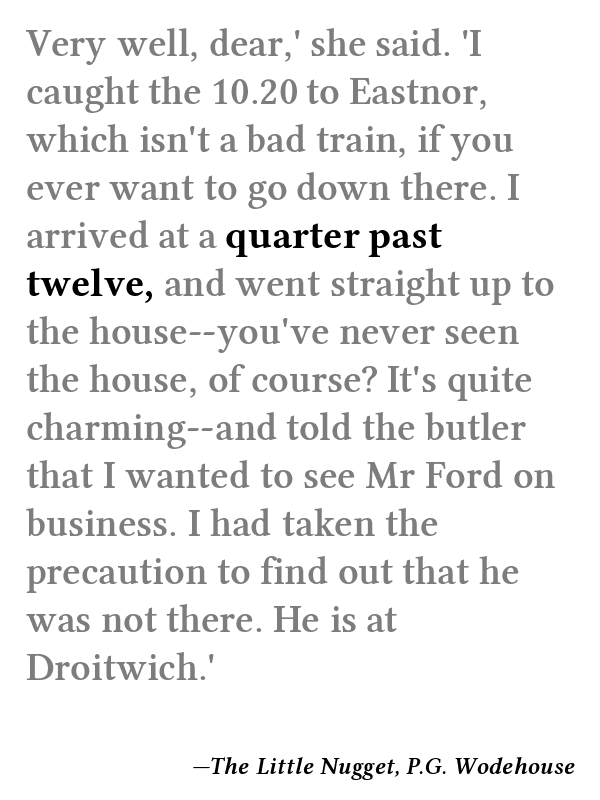 Very well, dear,' she said. 'I
caught the 10.20 to Eastnor,
which isn't a bad train, if you
ever want to go down there. I
arrived at a quarter past
twelve, and went straight up to
the house--you've never seen
the house, of course? It's quite
charming--and told the butler
that I wanted to see Mr Ford on
business. I had taken the
precaution to find out that he
was not there. He is at
Droitwich.'
—The Little Nugget, P.G. Wodehouse